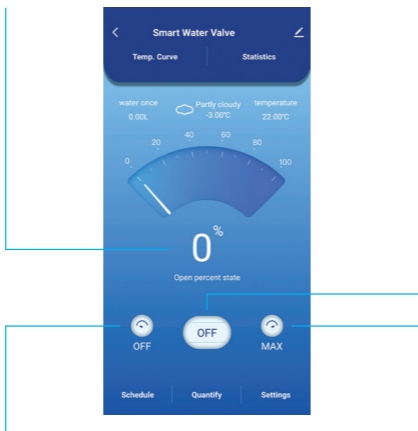 Smart Water Valve
Temp. Curve Statistics
water once Partly cloudy temperature
0.00L -3.00℃ 22.00℃
0 20 40 60 80 100
0%
Open percent state
OFF OFF MAX
Schedule Quantify Settings